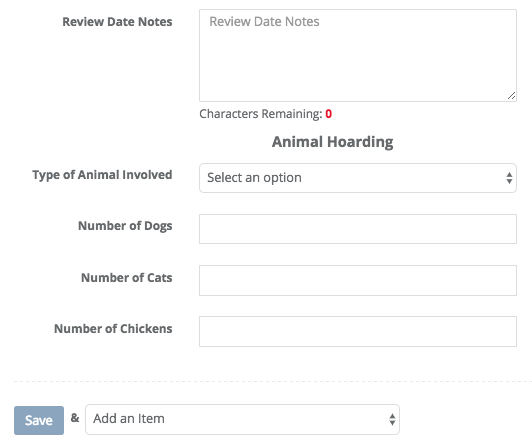 Review Date Notes
Review Date Notes
Characters Remaining: 0
Animal Hoarding
Type of Animal Involved
Select an option
Number of Dogs
Number of Cats
Number of Chickens
Save & Add an Item